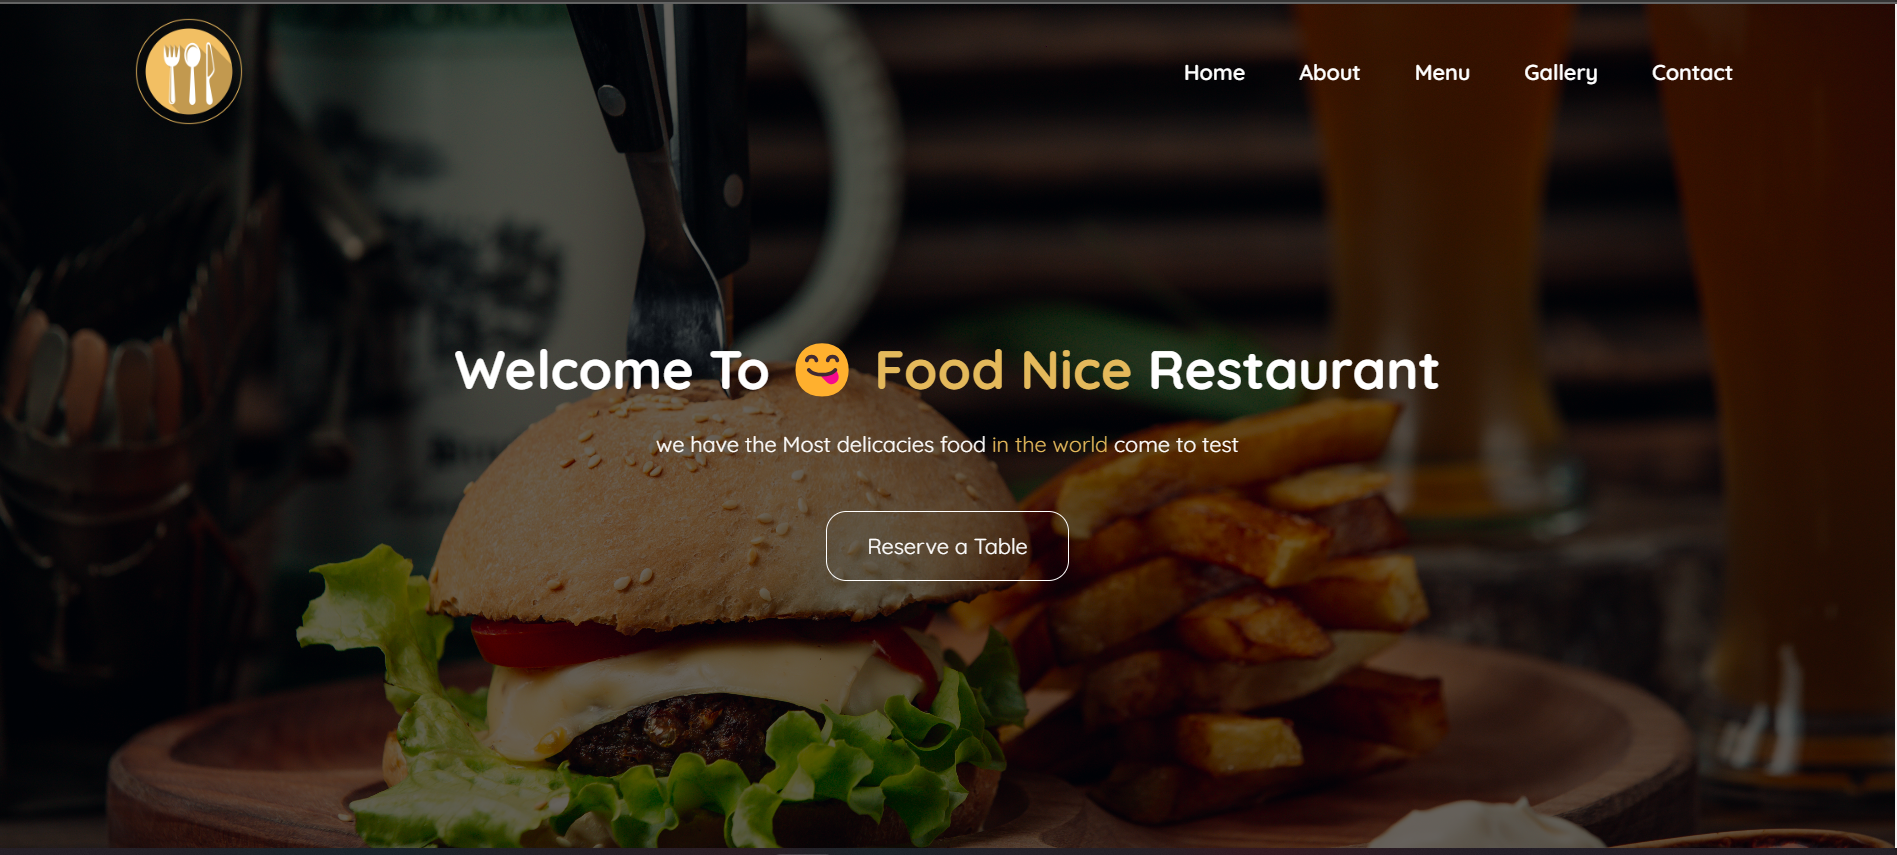 Home About Menu Gallery Contact
Welcome To 😋 Food Nice Restaurant
we have the Most delicacies food in the world come to test
Reserve a Table